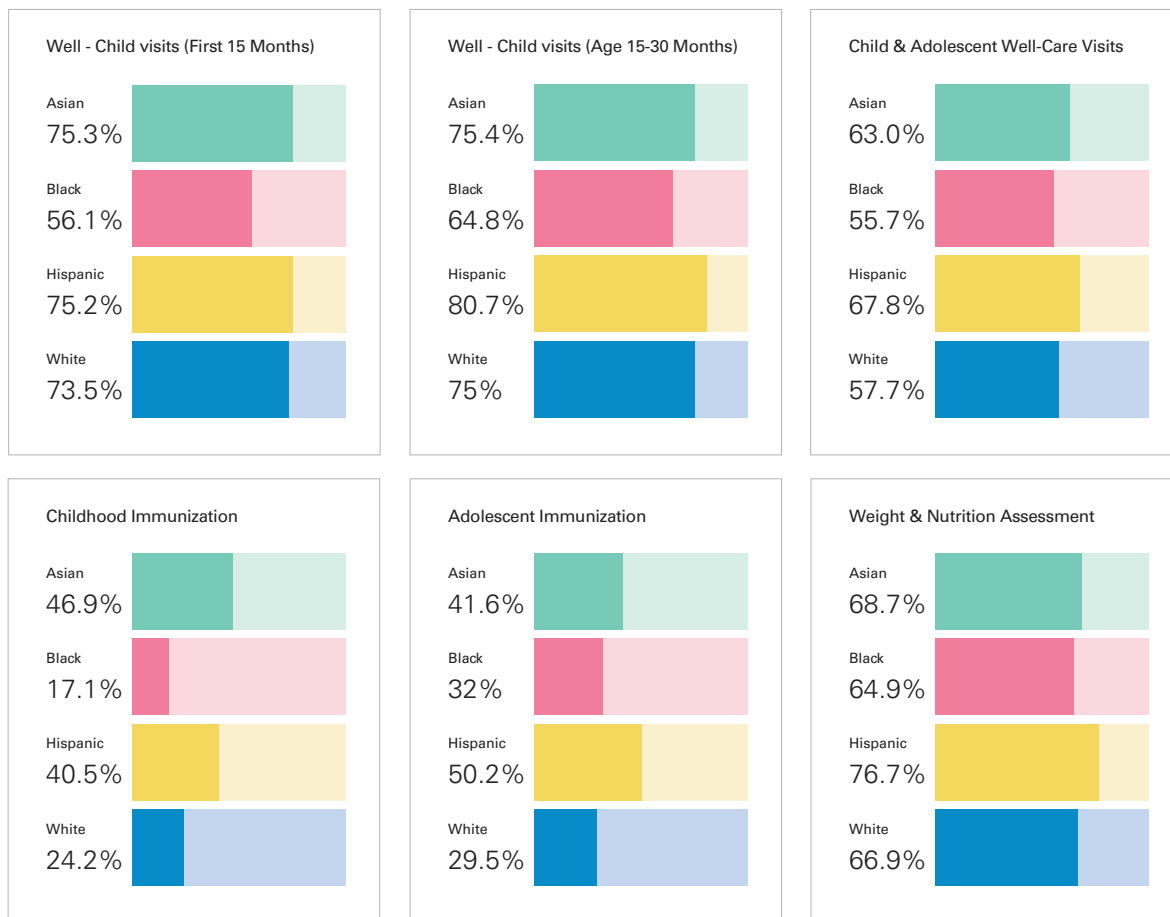 Well - Child visits (First 15 Months)
Asian
75.3%
Black
56.1%
Hispanic
75.2%
White
73.5%
Well - Child visits (Age 15-30 Months)
Asian
75.4%
Black
64.8%
Hispanic
80.7%
White
75%
Child & Adolescent Well-Care Visits
Asian
63.0%
Black
55.7%
Hispanic
67.8%
White
57.7%
Childhood Immunization
Asian
46.9%
Black
17.1%
Hispanic
40.5%
White
24.2%
Adolescent Immunization
Asian
41.6%
Black
32%
Hispanic
50.2%
White
29.5%
Weight & Nutrition Assessment
Asian
68.7%
Black
64.9%
Hispanic
76.7%
White
66.9%